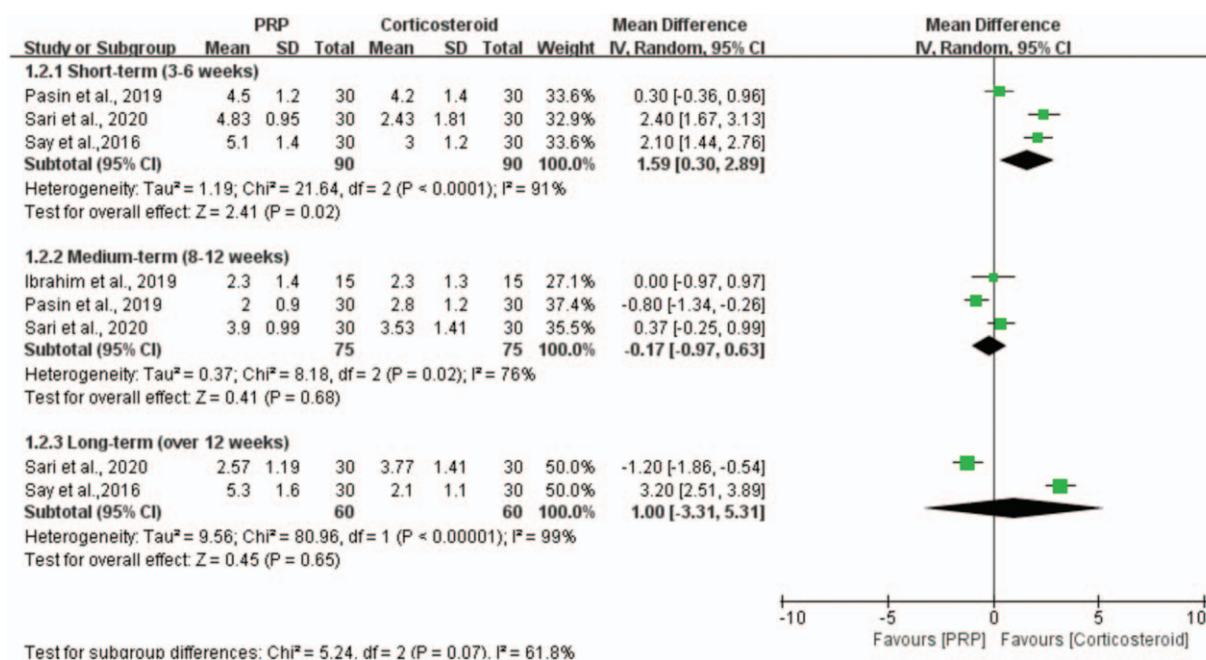 PRP Corticosteroid Mean Difference Mean Difference
Study or Subgroup Mean SD Total Mean SD Total Weight IV, Random, 95% CI IV, Random, 95% CI
1.2.1 Short-term (3-6 weeks)
Pasin et al., 2019 4.5 1.2 30 4.2 1.4 30 33.6% 0.30 [-0.36, 0.96]
Sari et al., 2020 4.83 0.95 30 2.43 1.81 30 32.9% 2.40 [1.67, 3.13]
Say et al.,2016 5.1 1.4 30 3 1.2 30 33.6% 2.10 [1.44, 2.76]
Subtotal (95% CI) 90 90 100.0% 1.59 [0.30, 2.89]
Heterogeneity: Tau² = 1.19; Chi² = 21.64, df = 2 (P < 0.0001); I² = 91%
Test for overall effect: Z = 2.41 (P = 0.02)
1.2.2 Medium-term (8-12 weeks)
Ibrahim et al., 2019 2.3 1.4 15 2.3 1.3 15 27.1% 0.00 [-0.97, 0.97]
Pasin et al., 2019 2 0.9 30 2.8 1.2 30 37.4% -0.80 [-1.34, -0.26]
Sari et al., 2020 3.9 0.99 30 3.53 1.41 30 35.5% 0.37 [-0.25, 0.99]
Subtotal (95% CI) 75 75 100.0% -0.17 [-0.97, 0.63]
Heterogeneity: Tau² = 0.37; Chi² = 8.18, df = 2 (P = 0.02); I² = 76%
Test for overall effect: Z = 0.41 (P = 0.68)
1.2.3 Long-term (over 12 weeks)
Sari et al., 2020 2.57 1.19 30 3.77 1.41 30 50.0% -1.20 [-1.86, -0.54]
Say et al.,2016 5.3 1.6 30 2.1 1.1 30 50.0% 3.20 [2.51, 3.89]
Subtotal (95% CI) 60 60 100.0% 1.00 [-3.31, 5.31]
Heterogeneity: Tau² = 9.56; Chi² = 80.96, df = 1 (P < 0.00001); I² = 99%
Test for overall effect: Z = 0.45 (P = 0.65)
-10 -5 0 5 10
Favours [PRP] Favours [Corticosteroid]
Test for subgroup differences: Chi² = 5.24, df = 2 (P = 0.07), I² = 61.8%